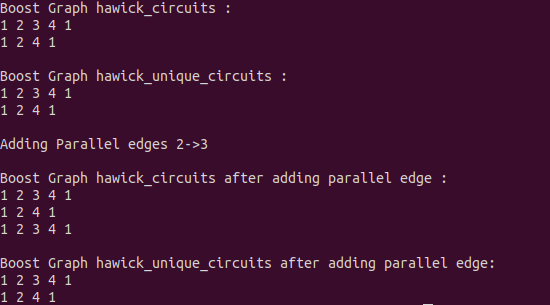 Boost Graph hawick_circuits :
1 2 3 4 1
1 2 4 1
Boost Graph hawick_unique_circuits :
1 2 3 4 1
1 2 4 1
Adding Parallel edges 2->3
Boost Graph hawick_circuits after adding parallel edge :
1 2 3 4 1
1 2 4 1
1 2 3 4 1
Boost Graph hawick_unique_circuits after adding parallel edge:
1 2 3 4 1
1 2 4 1